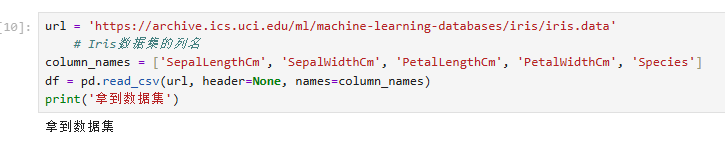 [10]:
url = 'https://archive.ics.uci.edu/ml/machine-learning-databases/iris/iris.data'
# Iris数据集的列名
column_names = ['SepalLengthCm', 'SepalWidthCm', 'PetalLengthCm', 'PetalWidthCm', 'Species']
df = pd.read_csv(url, header=None, names=column_names)
print('拿到数据集')
拿到数据集